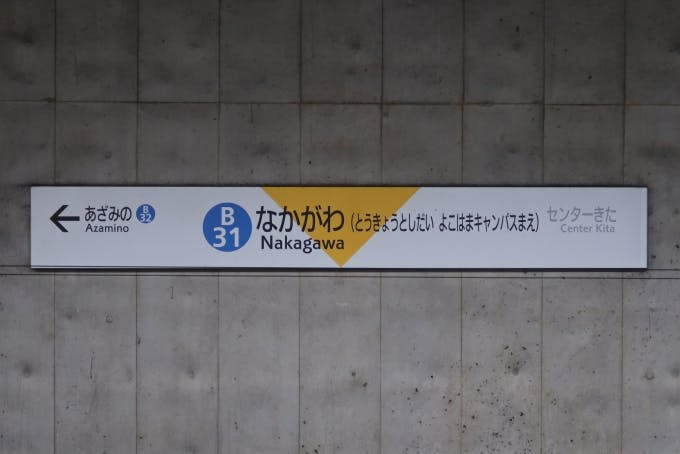 ← あざみの B 32
Azamino
B 31 なかがわ (とうきょうとしだい よこはまキャンパスまえ)
Nakagawa
センターきた
Center Kita